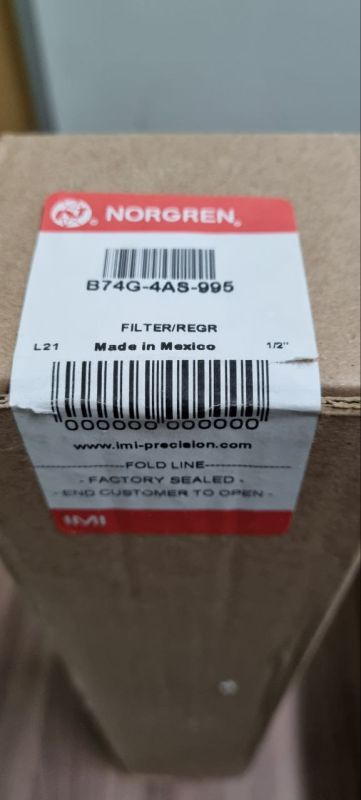 NORGREN®
B74G-4AS-995
FILTER/REGR
L21 Made in Mexico 1/2"
000000 000000
www.imi-precision.com
FOLD LINE
- FACTORY SEALED -
- END CUSTOMER TO OPEN -
IMI